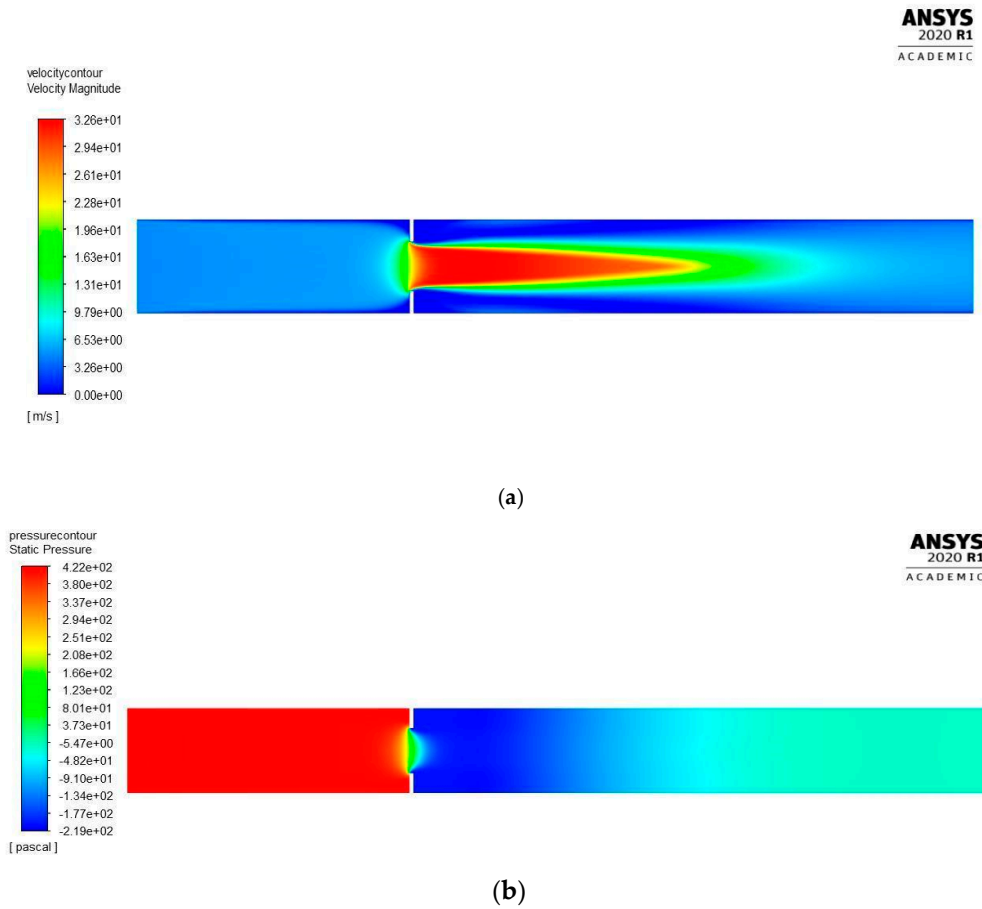 ANSYS
2020 R1
ACADEMIC
velocitycontour
Velocity Magnitude
3.26e+01
2.94e+01
2.61e+01
2.28e+01
1.96e+01
1.63e+01
1.31e+01
9.79e+00
6.53e+00
3.26e+00
0.00e+00
[ m/s ]
(a)
pressurecontour
Static Pressure
ANSYS
2020 R1
ACADEMIC
4.22e+02
3.80e+02
3.37e+02
2.94e+02
2.51e+02
2.08e+02
1.66e+02
1.23e+02
8.01e+01
3.73e+01
-5.47e+00
-4.82e+01
-9.10e+01
-1.34e+02
-1.77e+02
-2.19e+02
[ pascal ]
(b)